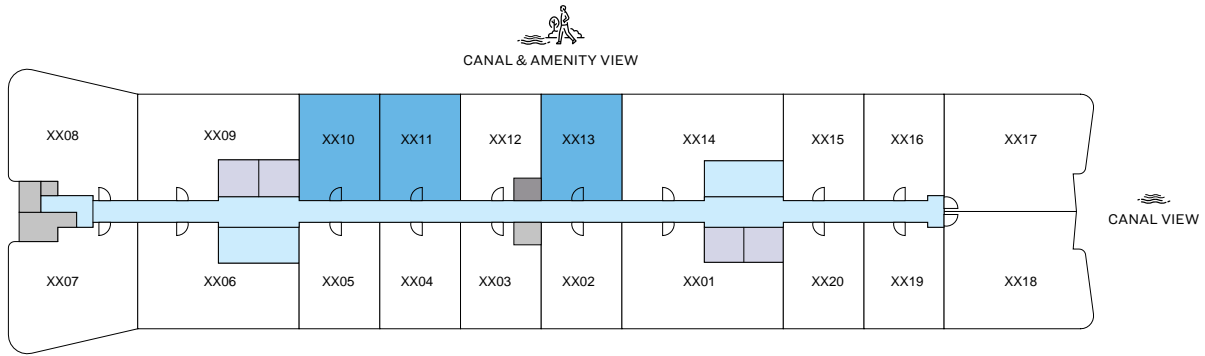 CANAL & AMENITY VIEW
XX08
XX09
XX10
XX11
XX12
XX13
XX14
XX15
XX16
XX17
CANAL VIEW
XX07
XX06
XX05
XX04
XX03
XX02
XX01
XX20
XX19
XX18